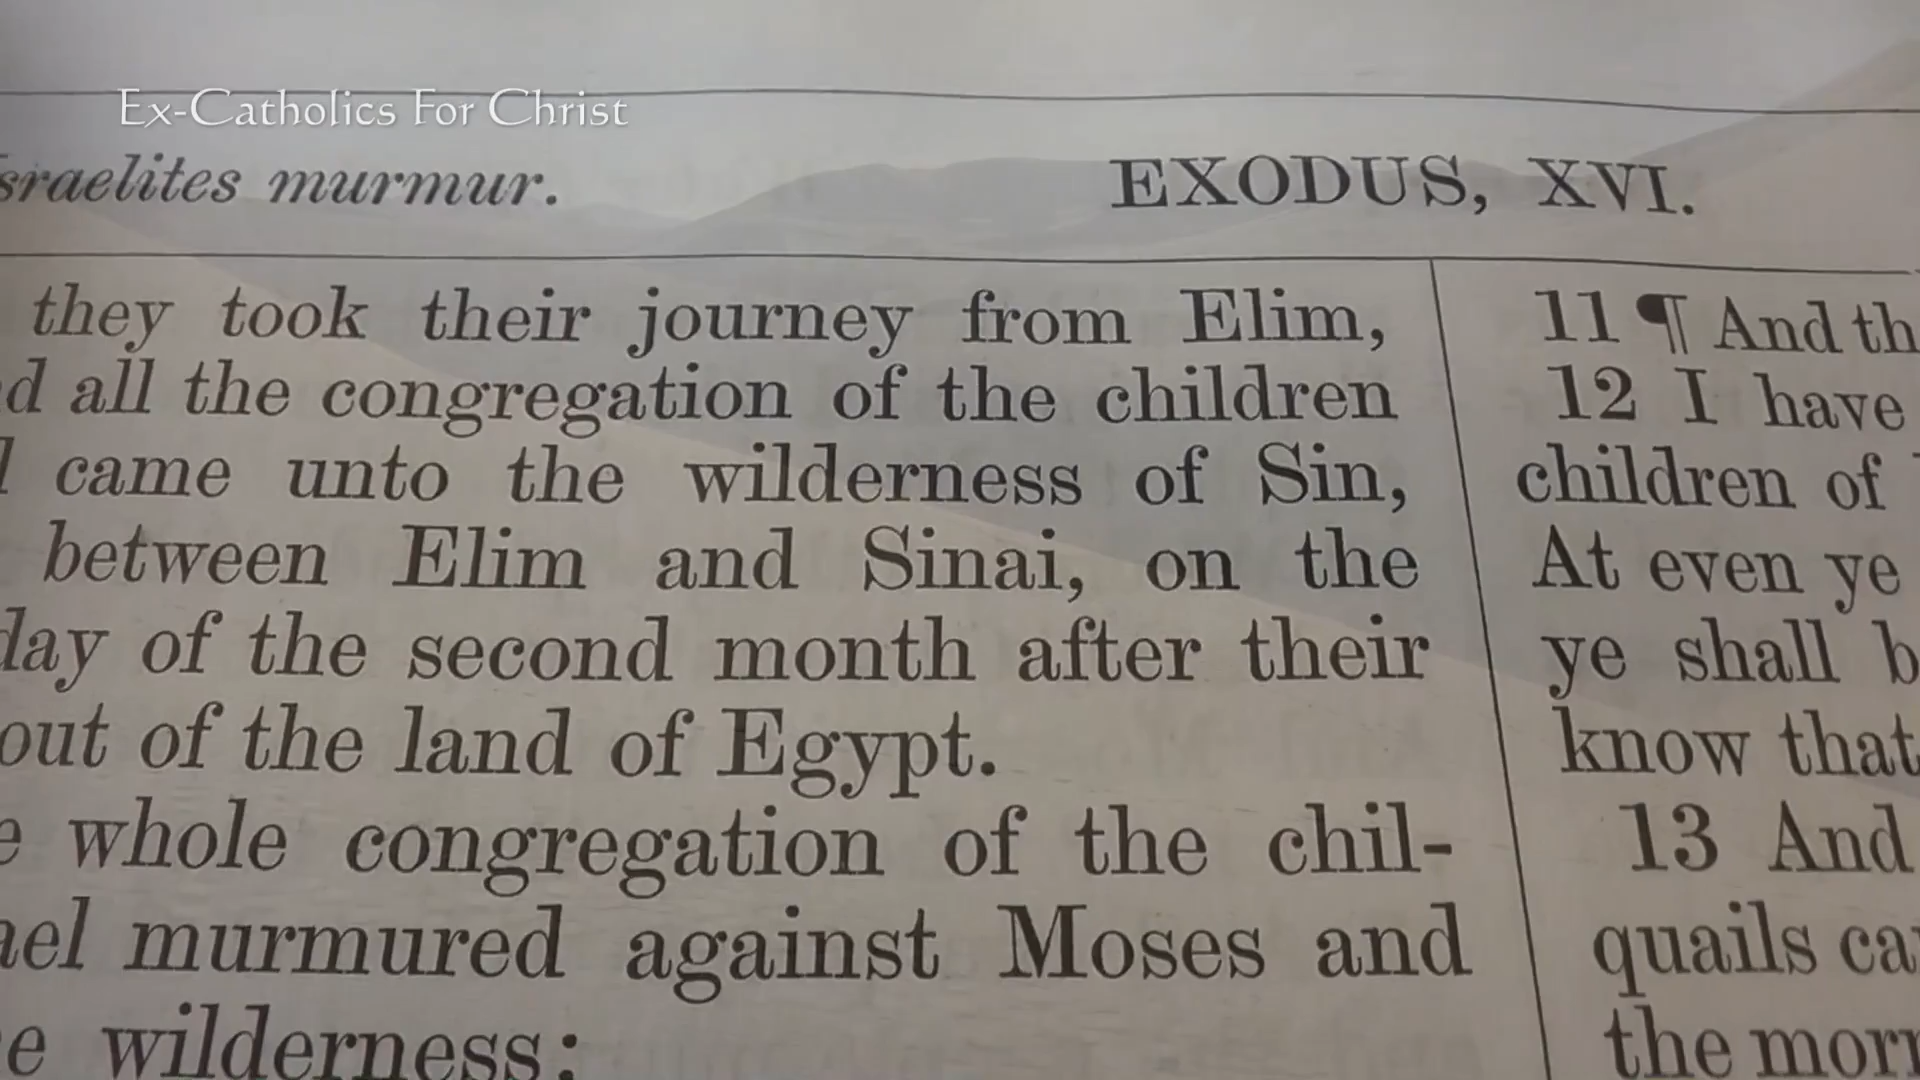 Ex-Catholics For Christ
sraelites murmur.
EXODUS, XVI.
they took their journey from Elim,
d all the congregation of the children
l came unto the wilderness of Sin,
between Elim and Sinai, on the
day of the second month after their
out of the land of Egypt.
e whole congregation of the chil-
ael murmured against Moses and
e wilderness:
11 ¶ And th
12 I have
children of
At even ye
ye shall b
know that
13 And
quails ca
the morn